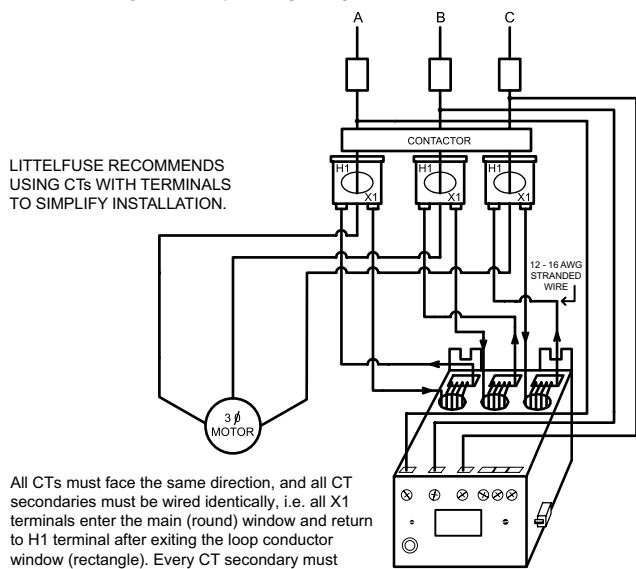 A B C
CONTACTOR
LITTELFUSE RECOMMENDS
USING CTs WITH TERMINALS
TO SIMPLIFY INSTALLATION.
H1 H1 H1
X1 X1 X1
12 - 16 AWG
STRANDED
WIRE
3 ϕ
MOTOR
All CTs must face the same direction, and all CT
secondaries must be wired identically, i.e. all X1
terminals enter the main (round) window and return
to H1 terminal after exiting the loop conductor
window (rectangle). Every CT secondary must